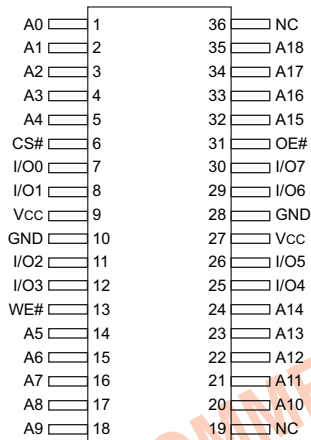 A0 1 36 NC
A1 2 35 A18
A2 3 34 A17
A3 4 33 A16
A4 5 32 A15
CS# 6 31 OE#
I/O0 7 30 I/O7
I/O1 8 29 I/O6
VCC 9 28 GND
GND 10 27 VCC
I/O2 11 26 I/O5
I/O3 12 25 I/O4
WE# 13 24 A14
A5 14 23 A13
A6 15 22 A12
A7 16 21 A11
A8 17 20 A10
A9 18 19 NC